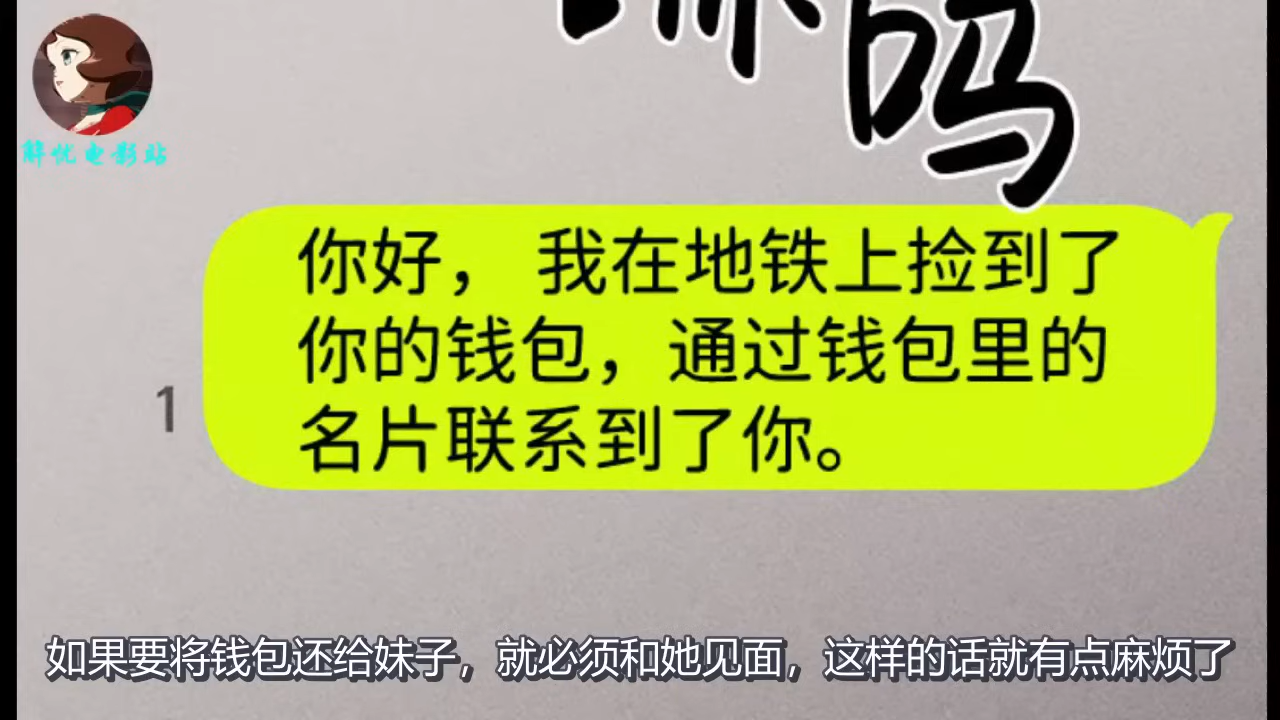 吗
解忧电影站
你好， 我在地铁上捡到了
你的钱包，通过钱包里的
名片联系到了你。
1
如果要将钱包还给妹子，就必须和她见面，这样的话就有点麻烦了